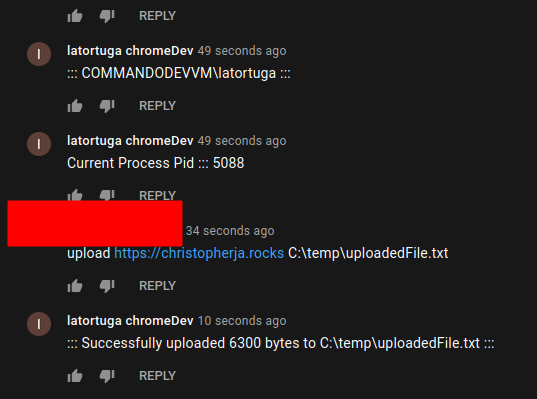 REPLY
latortuga chromeDev 49 seconds ago
::: COMMANDODEVVM\latortuga :::
REPLY
latortuga chromeDev 49 seconds ago
Current Process Pid ::: 5088
REPLY
34 seconds ago
upload https://christopherja.rocks C:\temp\uploadedFile.txt
REPLY
l
latortuga chromeDev 10 seconds ago
::: Successfully uploaded 6300 bytes to C:\temp\uploadedFile.txt :::
REPLY